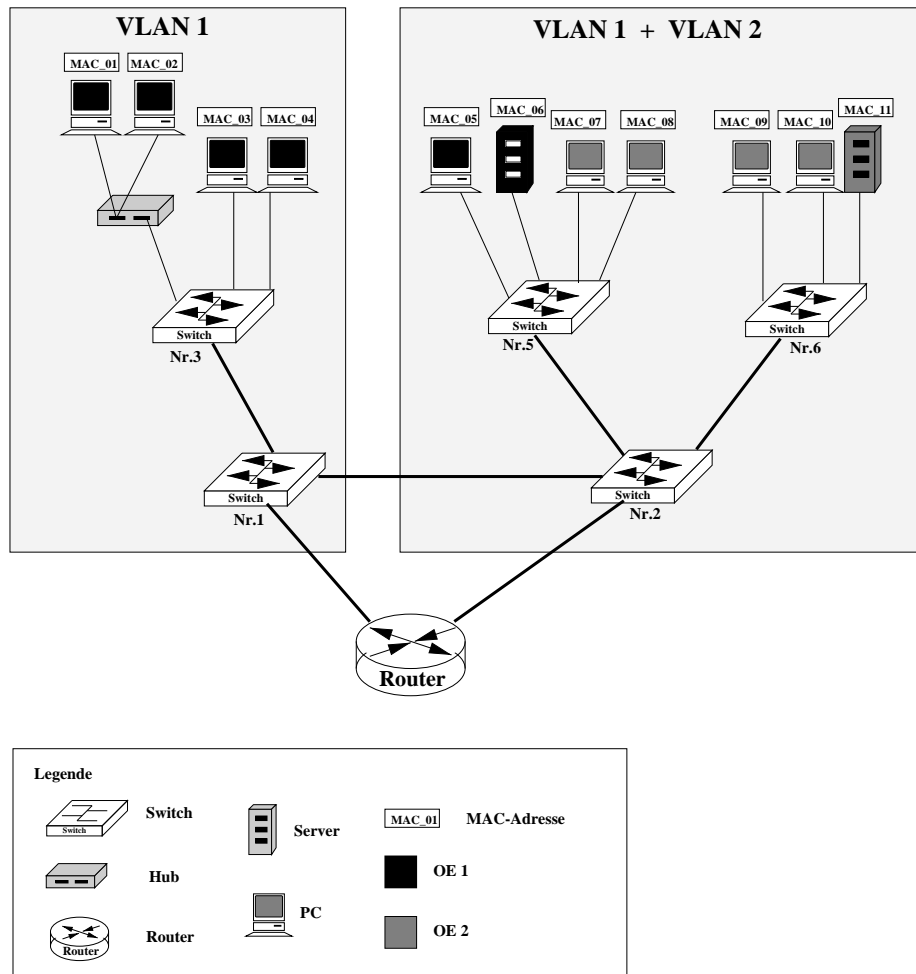 VLAN 1
VLAN 1 + VLAN 2
MAC_01
MAC_02
MAC_03
MAC_04
MAC_05
MAC_06
MAC_07
MAC_08
MAC_09
MAC_10
MAC_11
Switch
Nr.3
Switch
Nr.5
Switch
Nr.6
Switch
Nr.1
Switch
Nr.2
Router
Legende
Switch
Switch
Server
MAC_01
MAC-Adresse
Hub
OE 1
PC
Router
Router
OE 2